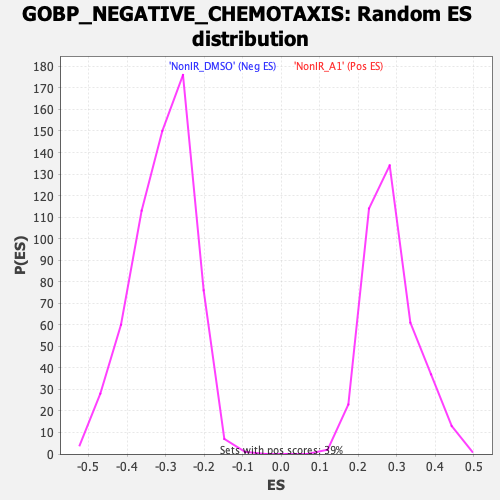 GOBP_NEGATIVE_CHEMOTAXIS: Random ES
distribution
'NonIR_DMSO' (Neg ES)
'NonIR_A1' (Pos ES)
180
170
160
150
140
130
120
110
100
90
80
70
60
50
40
30
20
10
0
P(ES)
Sets with pos scores: 39%
-0.5 -0.4 -0.3 -0.2 -0.1 0.0 0.1 0.2 0.3 0.4 0.5
ES